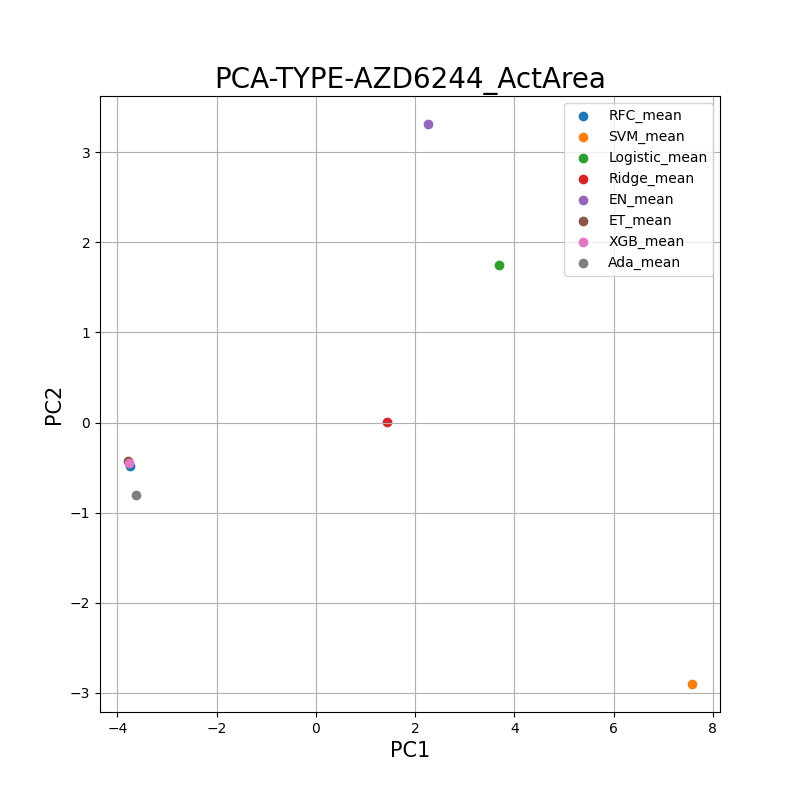 PCA-TYPE-AZD6244_ActArea
RFC_mean
SVM_mean
Logistic_mean
Ridge_mean
EN_mean
ET_mean
XGB_mean
Ada_mean
3
2
1
0
−1
−2
−3
PC2
−4 −2 0 2 4 6 8
PC1